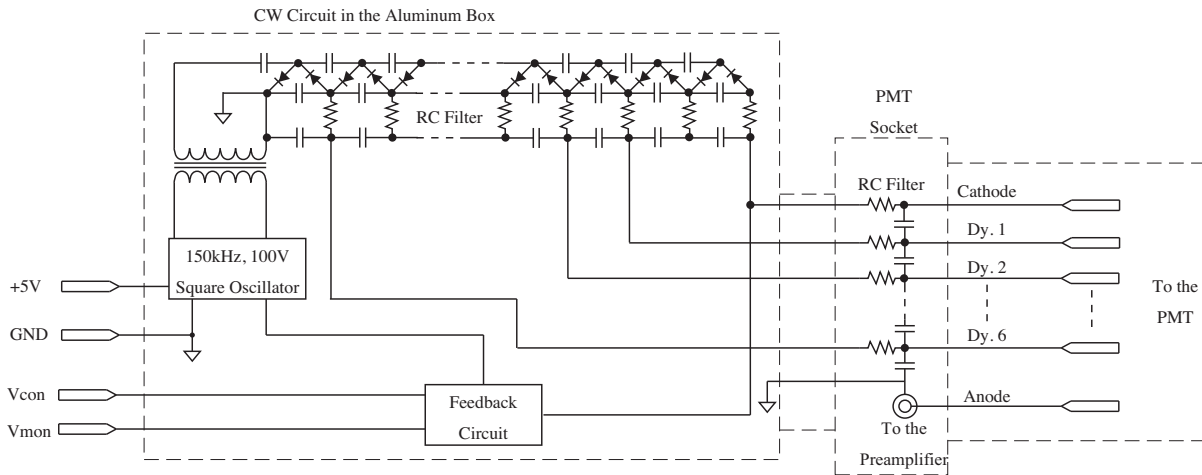 CW Circuit in the Aluminum Box
RC Filter
PMT
Socket
RC Filter
Cathode
Dy. 1
Dy. 2
Dy. 6
Anode
To the
PMT
150kHz, 100V
Square Oscillator
+5V
GND
Vcon
Vmon
Feedback
Circuit
To the
Preamplifier